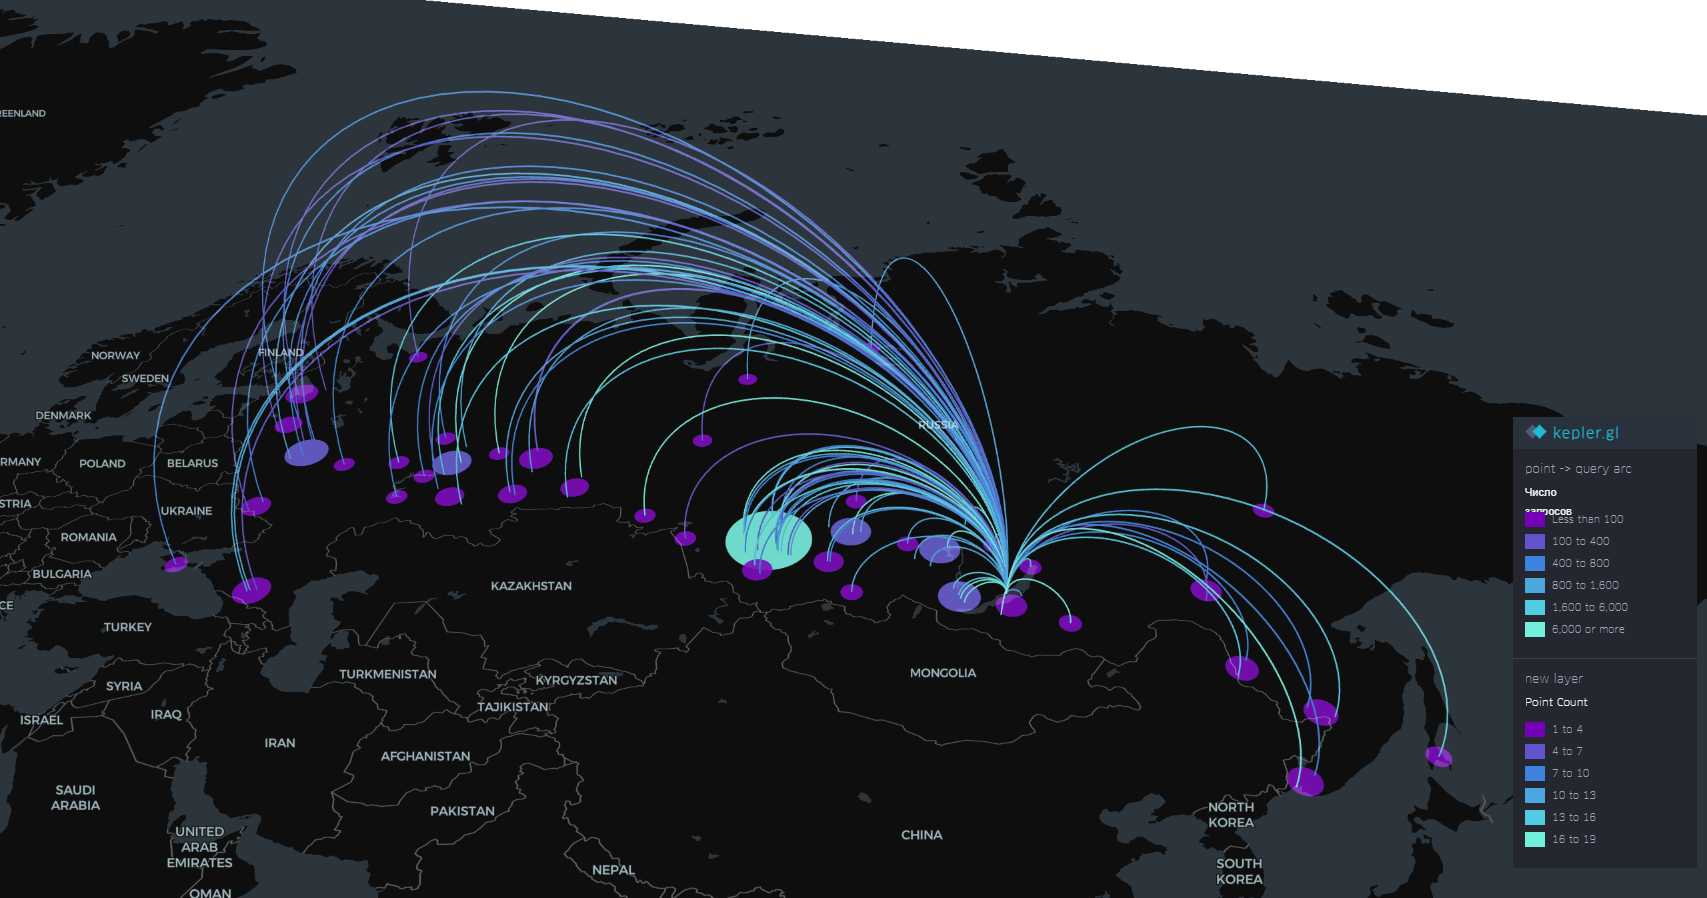 REENLAND
NORWAY
FINLAND
SWEDEN
DENMARK
RMANY
POLAND
BELARUS
STRIA
UKRAINE
ROMANIA
BULGARIA
CE
TURKEY
SYRIA
ISRAEL
IRAQ
IRAN
SAUDI
ARABIA
UNITED
ARAB
EMIRATES
OMAN
KAZAKHSTAN
TURKMENISTAN
KYRGYZSTAN
TAJIKISTAN
AFGHANISTAN
PAKISTAN
NEPAL
RUSSIA
MONGOLIA
CHINA
NORTH
KOREA
SOUTH
KOREA
kepler.gl
point -> query arc
Число
запросов
Less than 100
100 to 400
400 to 800
800 to 1,600
1,600 to 6,000
6,000 or more
new layer
Point Count
1 to 4
4 to 7
7 to 10
10 to 13
13 to 16
16 to 19